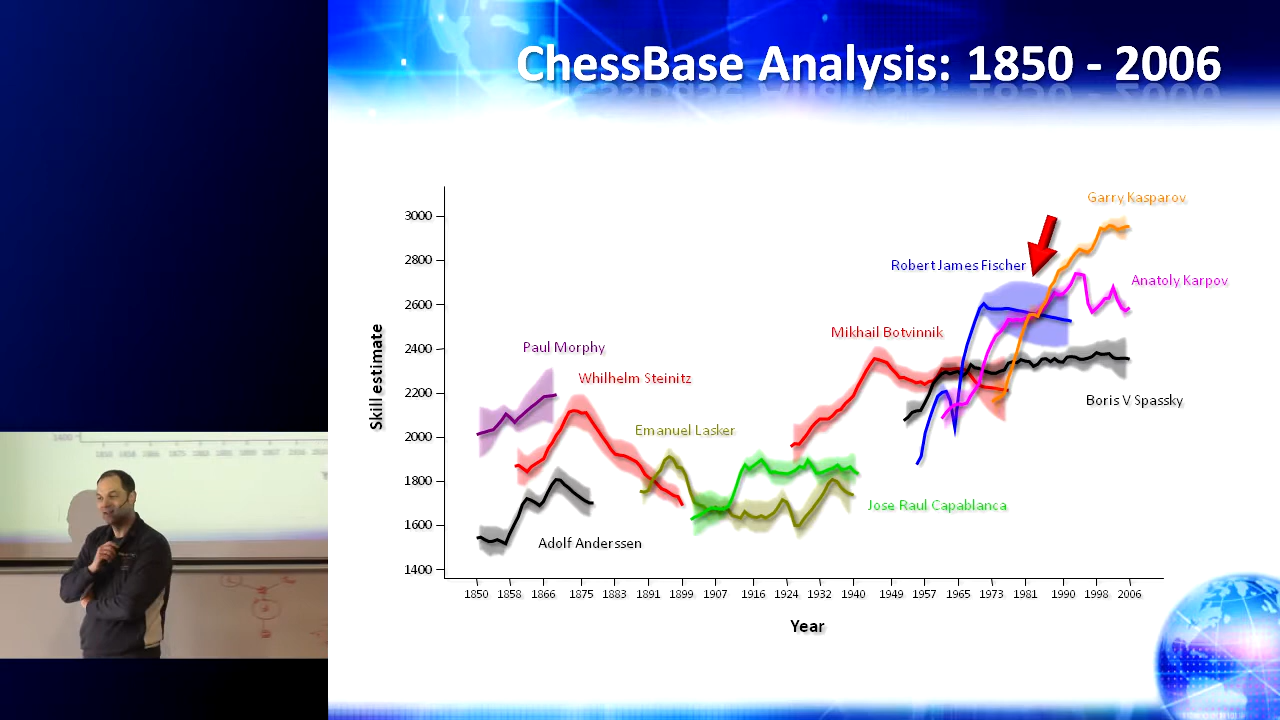 ChessBase Analysis: 1850 - 2006
Garry Kasparov
Robert James Fischer
Anatoly Karpov
Mikhail Botvinnik
Paul Morphy
Whilhelm Steinitz
Boris V Spassky
Emanuel Lasker
Jose Raul Capablanca
Adolf Anderssen
Skill estimate
3000
2800
2600
2400
2200
2000
1800
1600
1400
1850 1858 1866 1875 1883 1891 1899 1907 1916 1924 1932 1940 1949 1957 1965 1973 1981 1990 1998 2006
Year